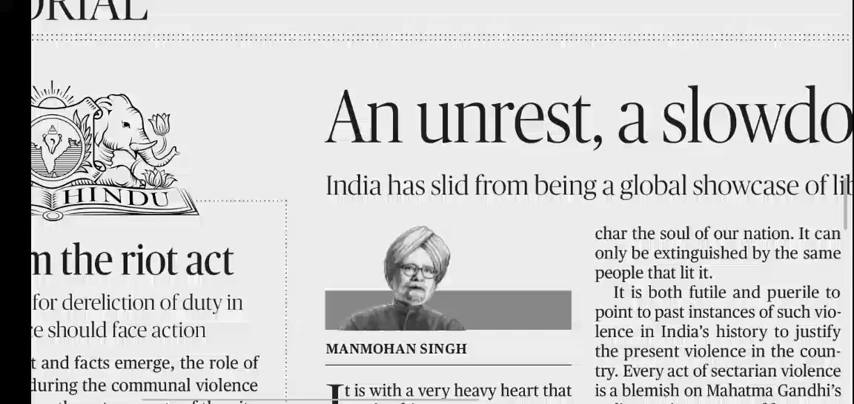 ORIAL
HINDU
m the riot act
for dereliction of duty in
re should face action
t and facts emerge, the role of
during the communal violence
An unrest, a slowdo
India has slid from being a global showcase of lib
MANMOHAN SINGH
It is with a very heavy heart that
char the soul of our nation. It can
only be extinguished by the same
people that lit it.
It is both futile and puerile to
point to past instances of such vio-
lence in India's history to justify
the present violence in the coun-
try. Every act of sectarian violence
is a blemish on Mahatma Gandhi's